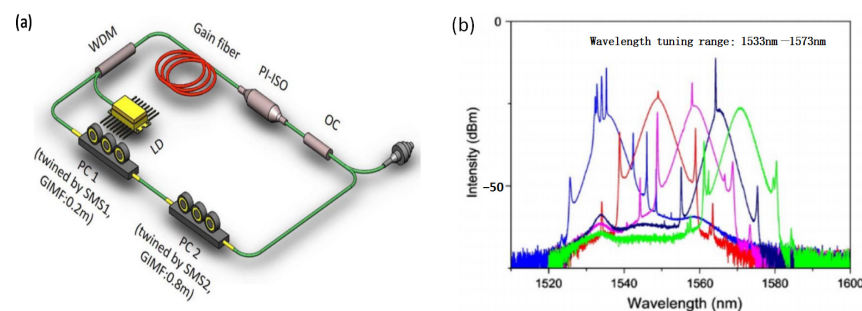 (a)
WDM
Gain fiber
PI-ISO
OC
LD
PC 1
(twined by SMS1,
GIMF:0.2m)
PC 2
(twined by SMS2,
GIMF:0.8m)
(b)
Wavelength tuning range: 1533nm—1573nm
Intensity (dBm)
0
-50
1520 1540 1560 1580 1600
Wavelength (nm)